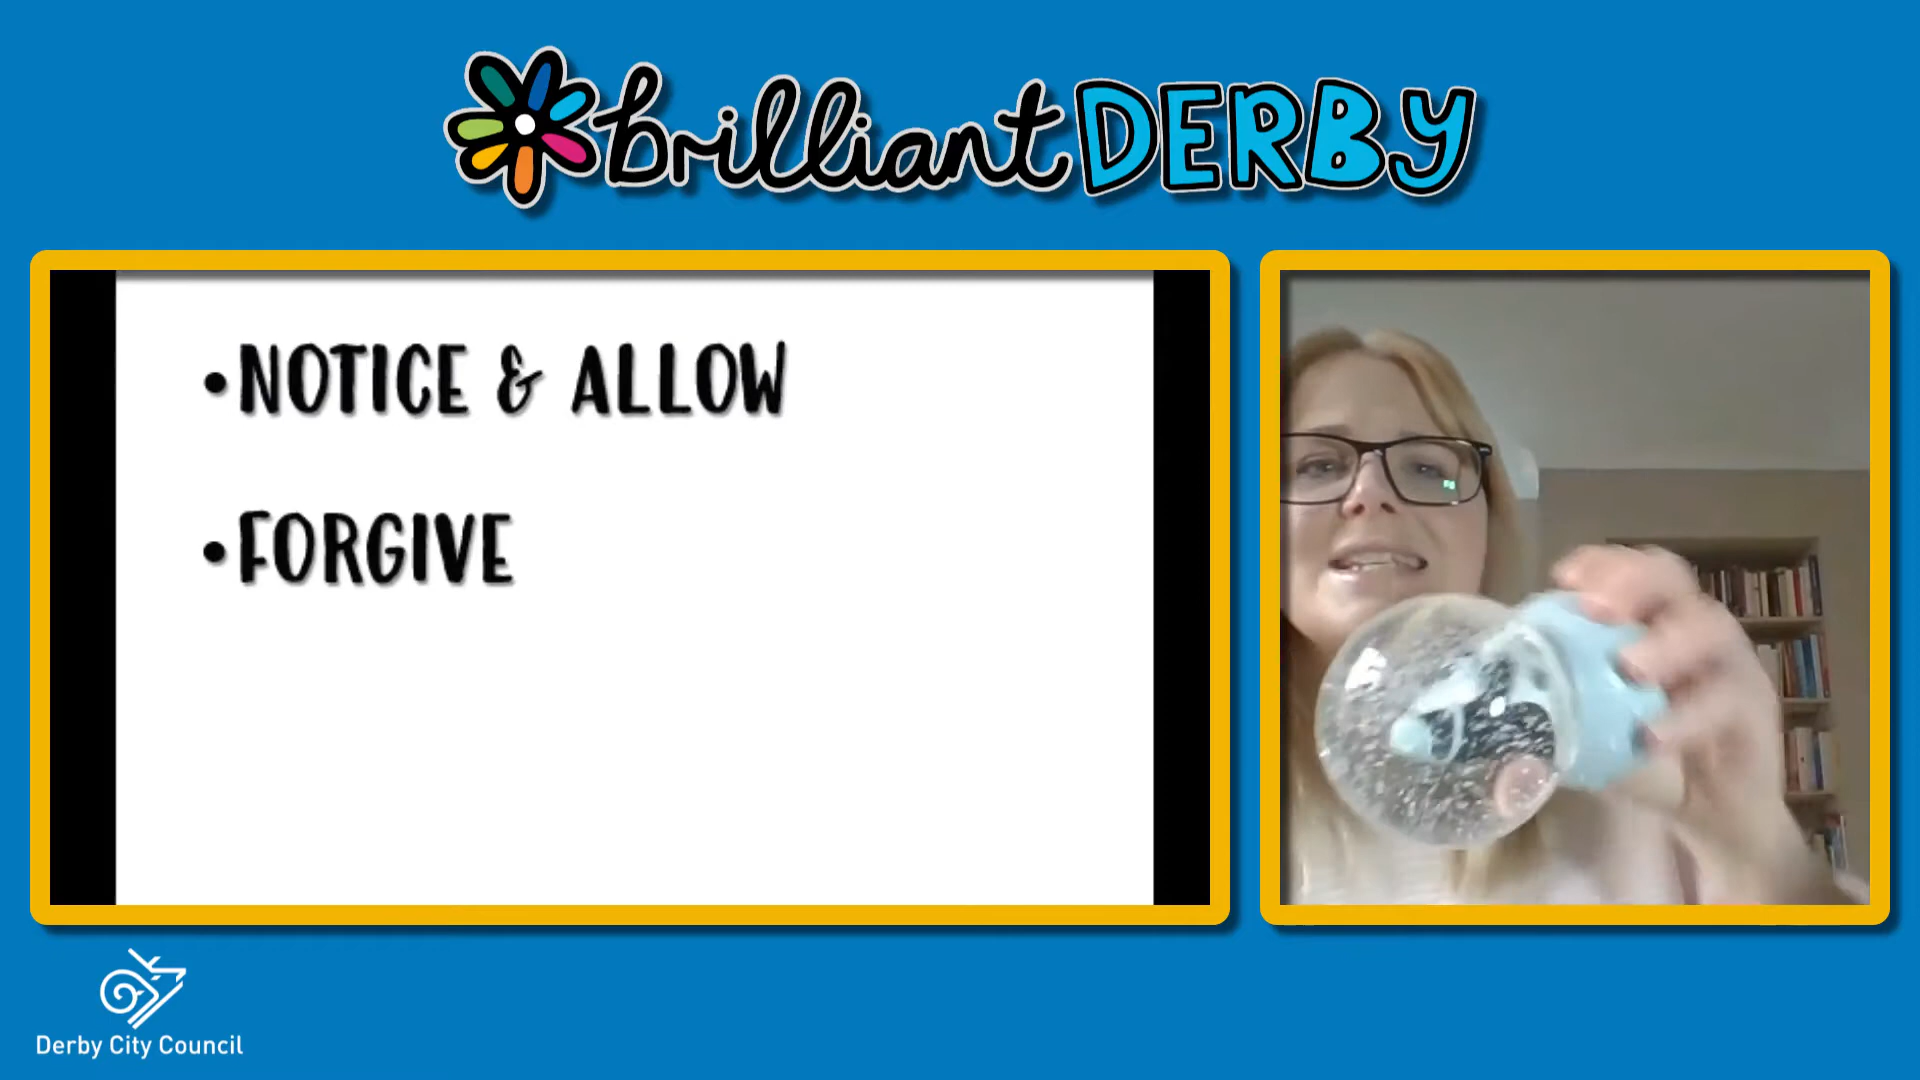 brilliant DERBY
• NOTICE & ALLOW
• FORGIVE
Derby City Council